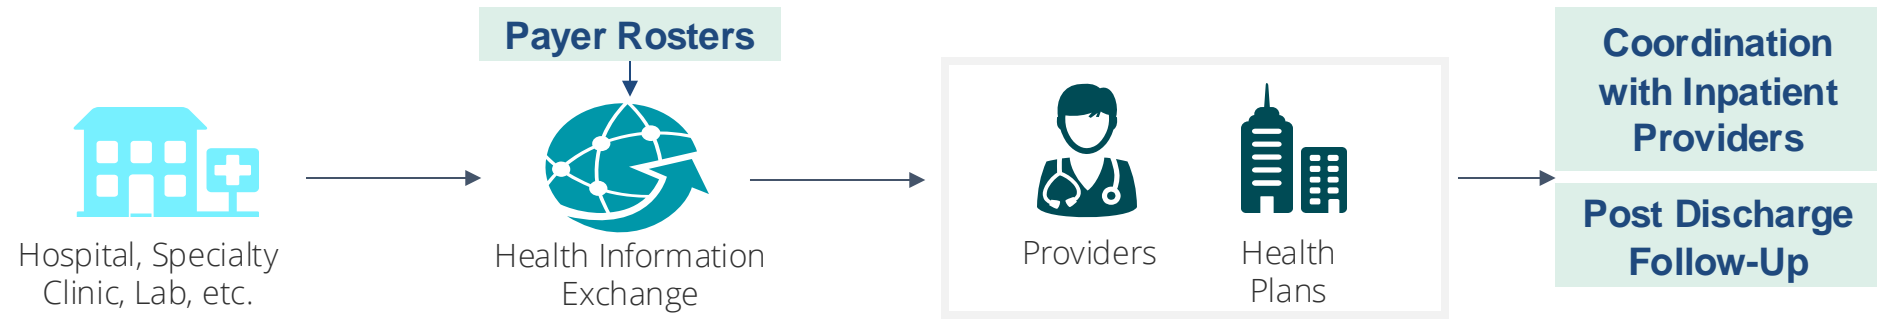 Payer Rosters
Hospital, Specialty
Clinic, Lab, etc.
Health Information
Exchange
Providers
Health
Plans
Coordination
with Inpatient
Providers
Post Discharge
Follow-Up